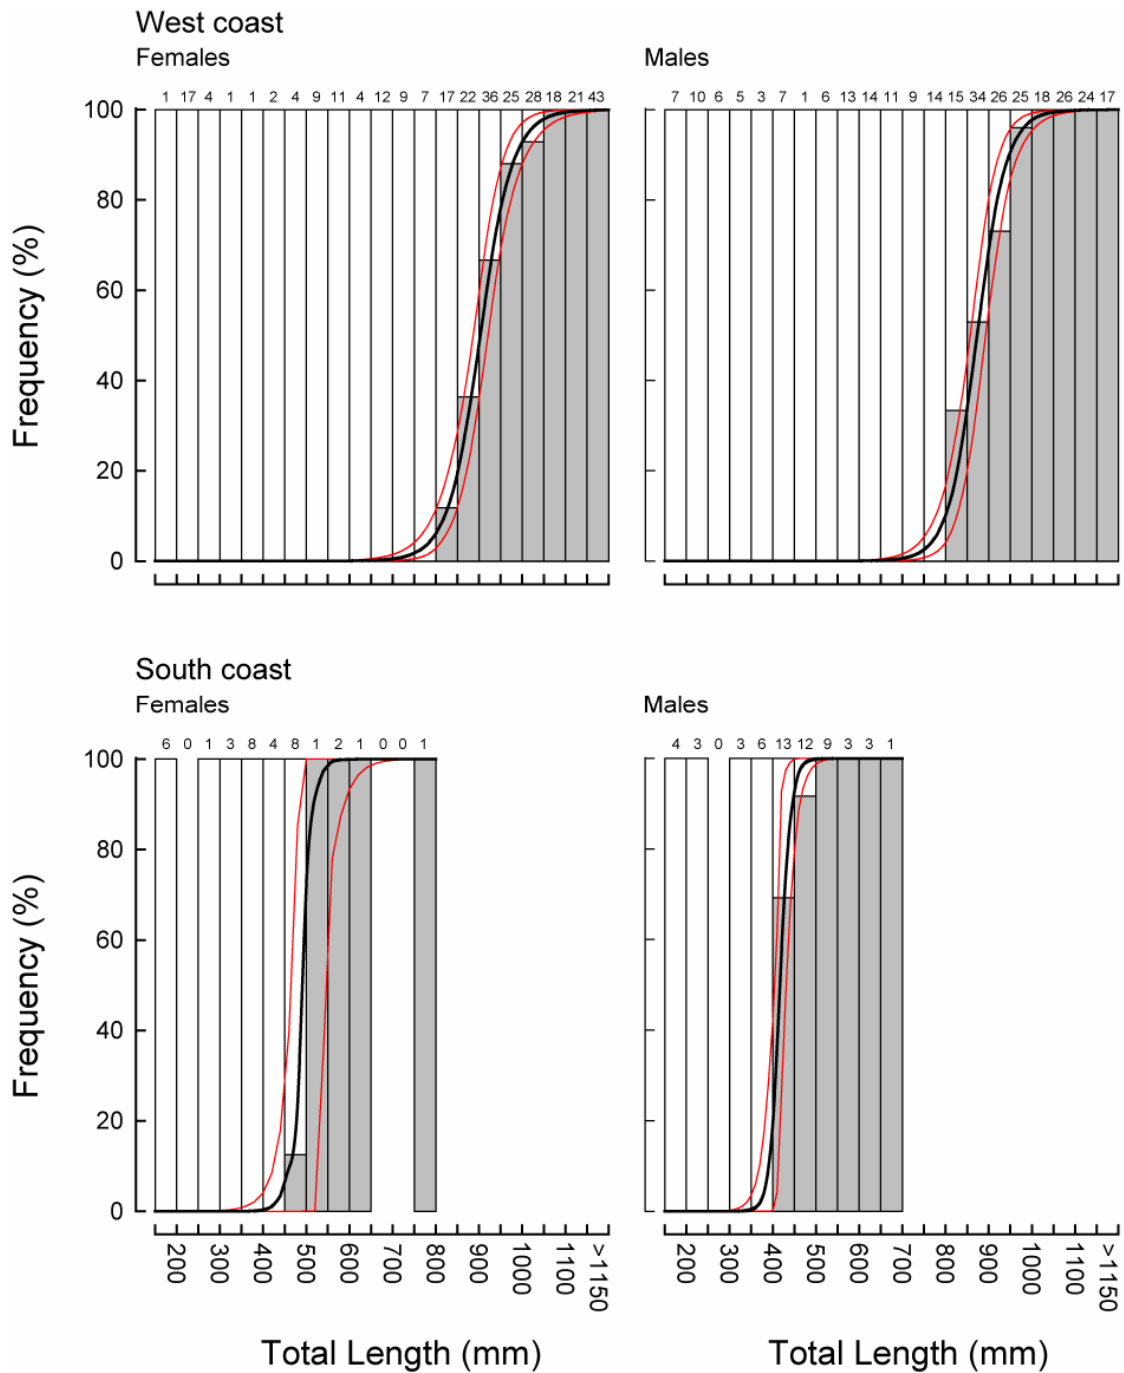 West coast
Females
Males
1 17 4 1 1 2 4 9 11 4 12 9 7 17 22 36 25 28 18 21 43
7 10 6 5 3 7 1 6 13 14 11 9 14 15 34 26 25 18 26 24 17
100
80
60
40
20
0
Frequency (%)
South coast
Females
Males
6 0 1 3 8 4 8 1 2 1 0 0 1
4 3 0 3 6 13 12 9 3 3 1
100
80
60
40
20
0
Frequency (%)
200 300 400 500 600 700 800 900 1000 1100 >1150
200 300 400 500 600 700 800 900 1000 1100 >1150
Total Length (mm)
Total Length (mm)